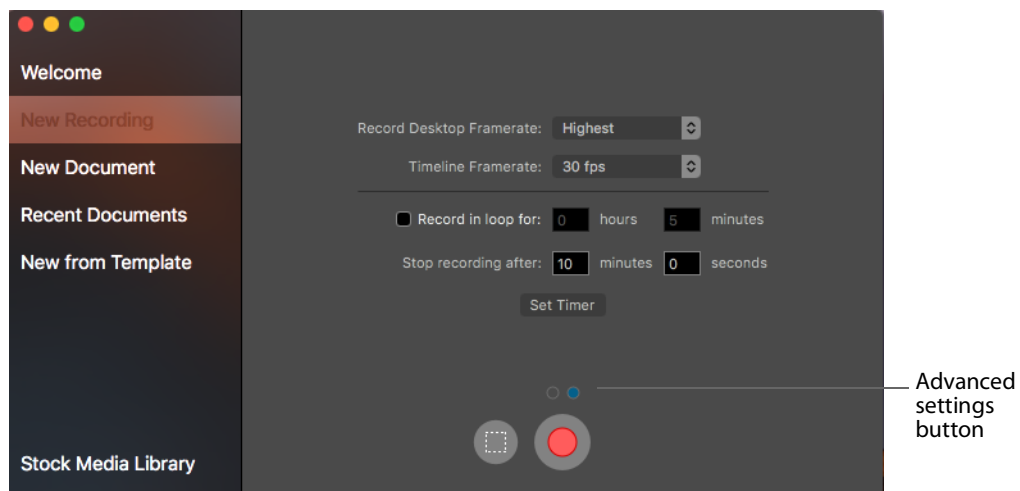 Welcome
New Recording
New Document
Recent Documents
New from Template
Stock Media Library
Record Desktop Framerate: Highest
Timeline Framerate: 30 fps
Record in loop for: 0 hours 5 minutes
Stop recording after: 10 minutes 0 seconds
Set Timer
Advanced
settings
button